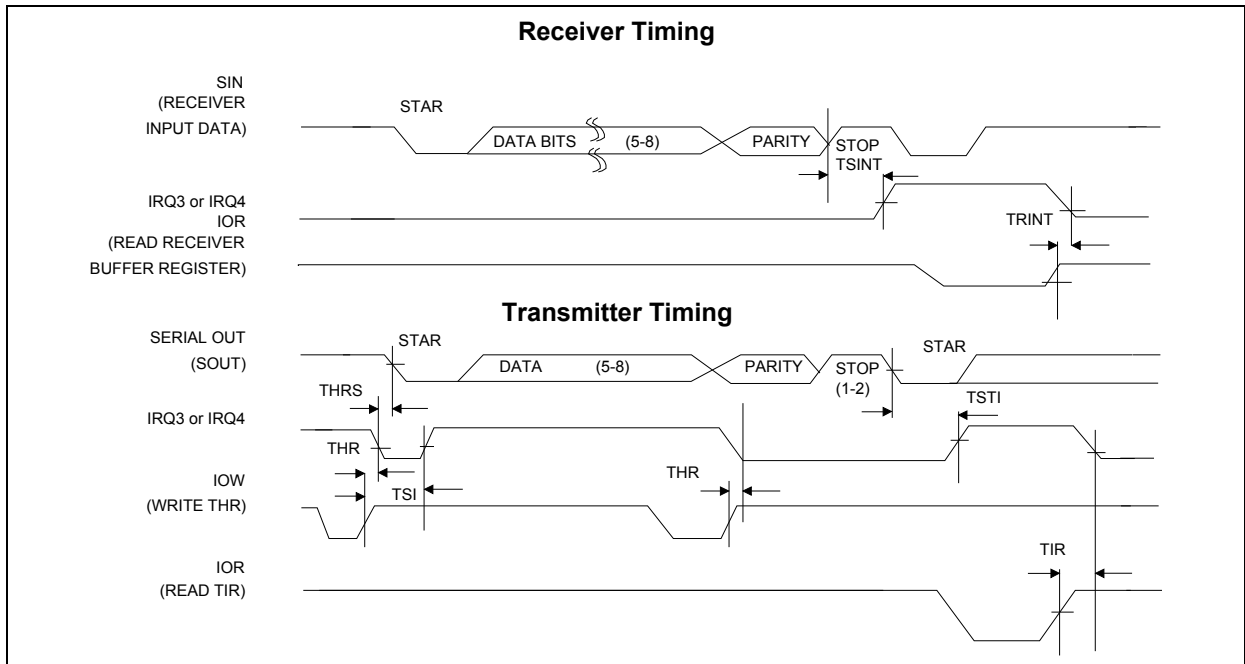 Receiver Timing
SIN
(RECEIVER
INPUT DATA)
STAR
DATA BITS (5-8)
PARITY
STOP
TSINT
IRQ3 or IRQ4
IOR
(READ RECEIVER
BUFFER REGISTER)
TRINT
Transmitter Timing
SERIAL OUT
(SOUT)
STAR
DATA (5-8)
PARITY
STOP
(1-2)
STAR
THRS
TSTI
IRQ3 or IRQ4
THR
THR
IOW
(WRITE THR)
TSI
TIR
IOR
(READ TIR)